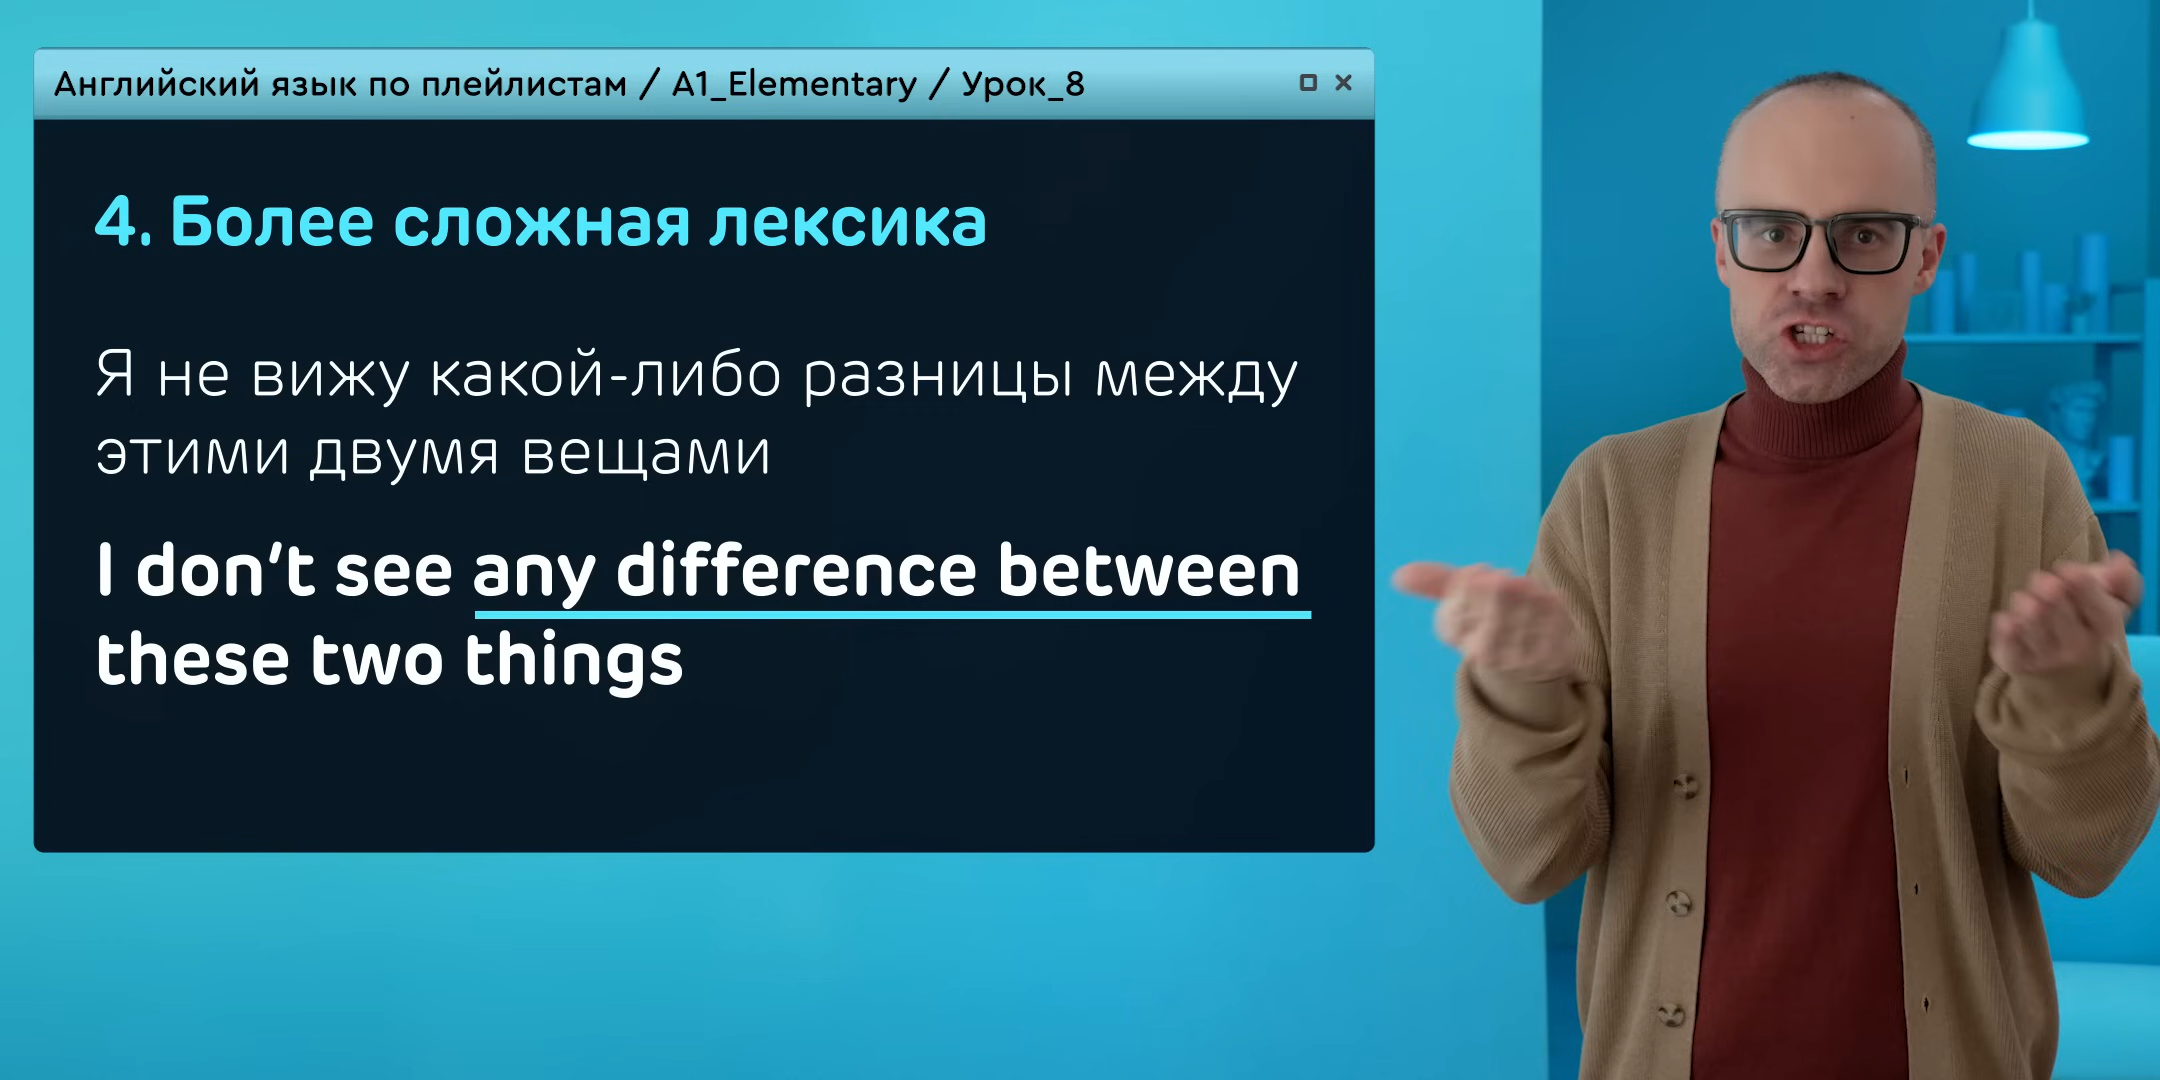 Английский язык по плейлистам / A1_Elementary / Урок_8
4. Более сложная лексика
Я не вижу какой-либо разницы между
этими двумя вещами
I don’t see any difference between
these two things